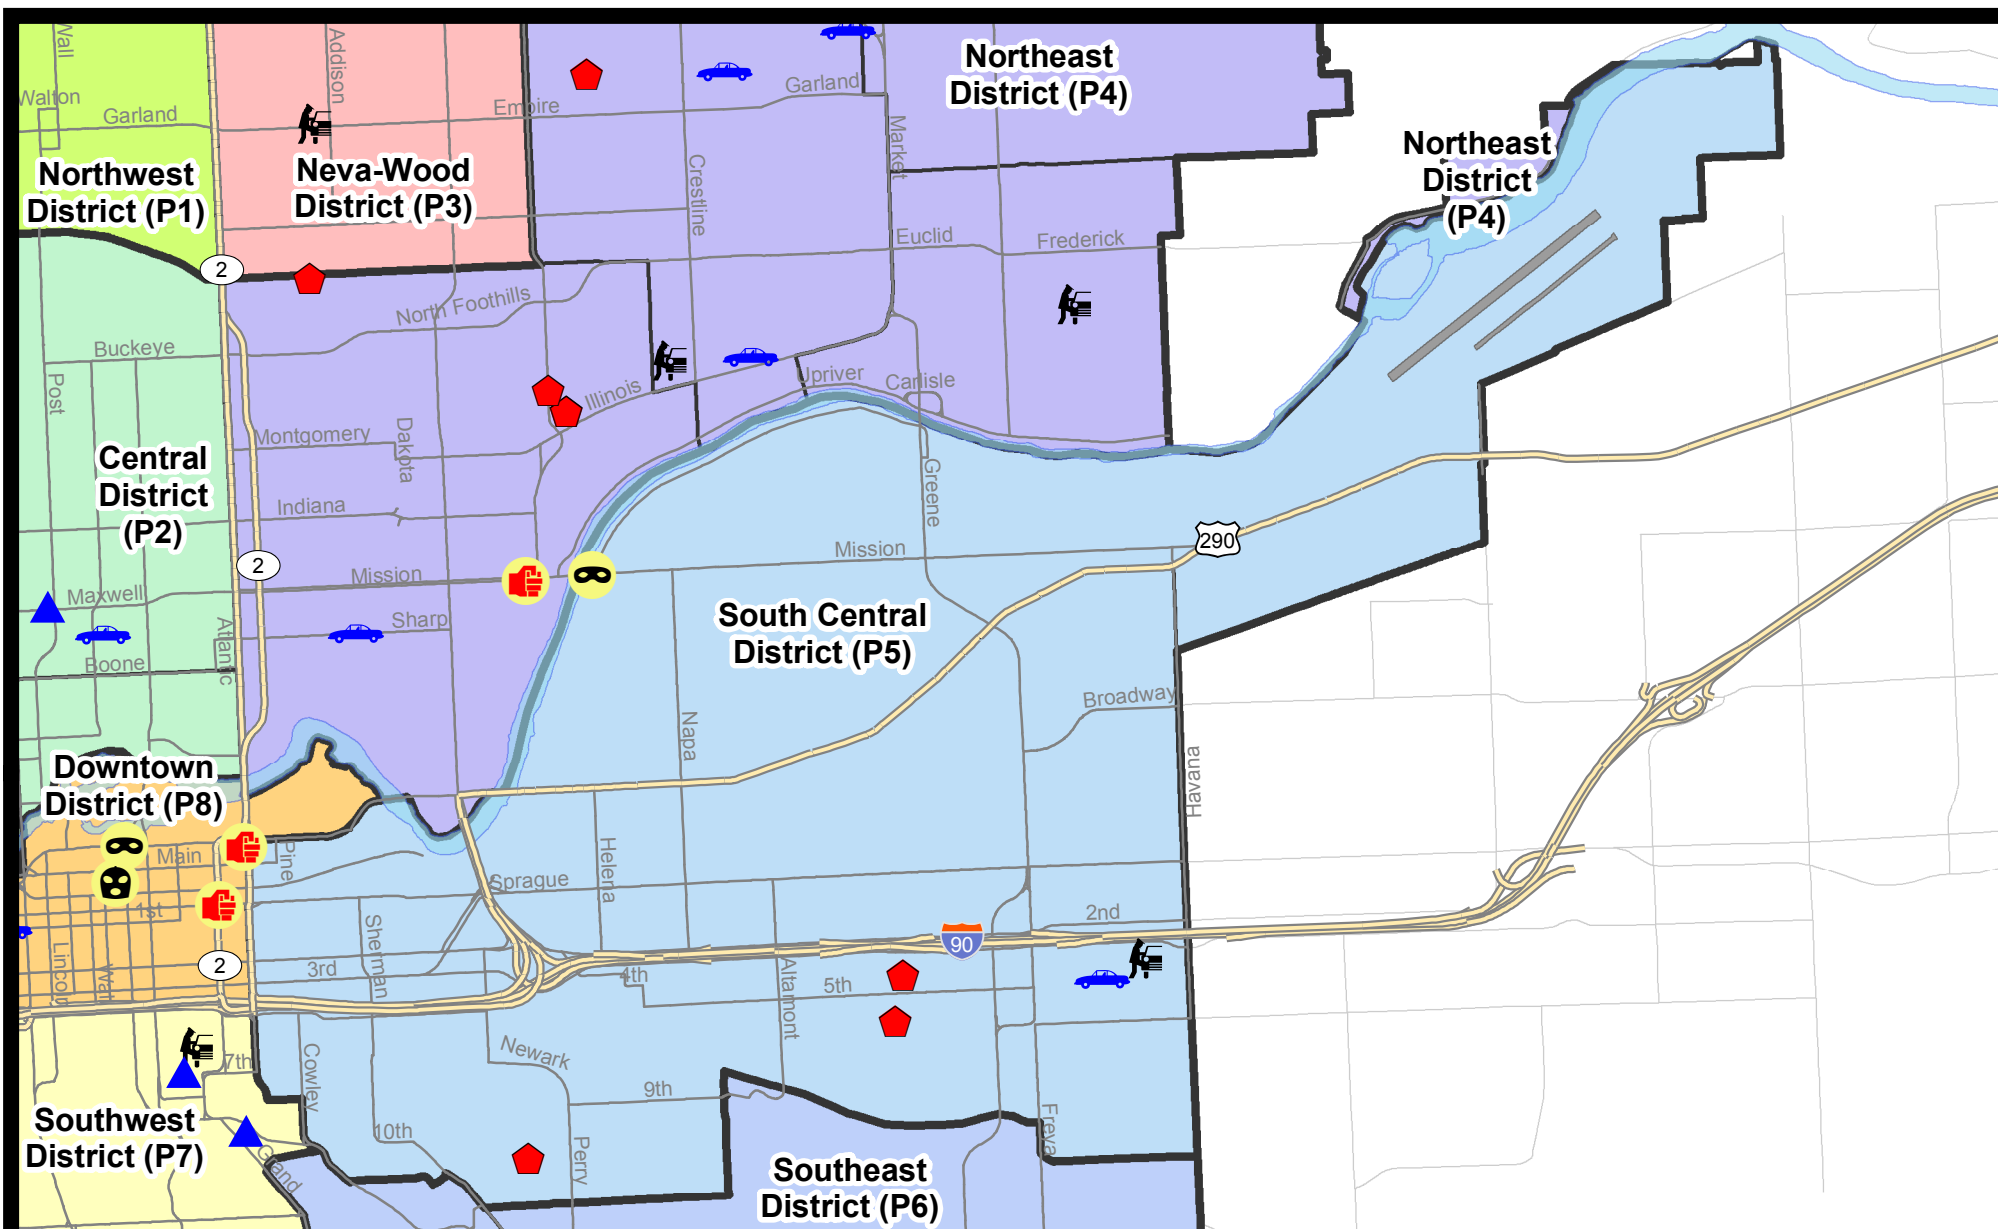 Wall
Addison
Northeast
District (P4)
Walton
Garland
Empire
Garland
Market
Northeast
District
(P4)
Northwest
District (P1)
Neva-Wood
District (P3)
Crestline
Euclid
Frederick
2
North Foothills
Buckeye
Post
Upriver
Carlisle
Illinois
Montgomery
Dakota
Central
District
(P2)
Greene
Indiana
290
2
Mission
Mission
Maxwell
Sharp
South Central
District (P5)
Atlantic
Boone
Broadway
Napa
Havana
Downtown
District (P8)
Main
Pine
Helena
Sprague
1st
Sherman
2nd
90
Lincoln
Wall
2
3rd
4th
5th
Altamont
7th
Cowley
Newark
9th
Southwest
District (P7)
10th
Perry
Freya
Grand
Southeast
District (P6)